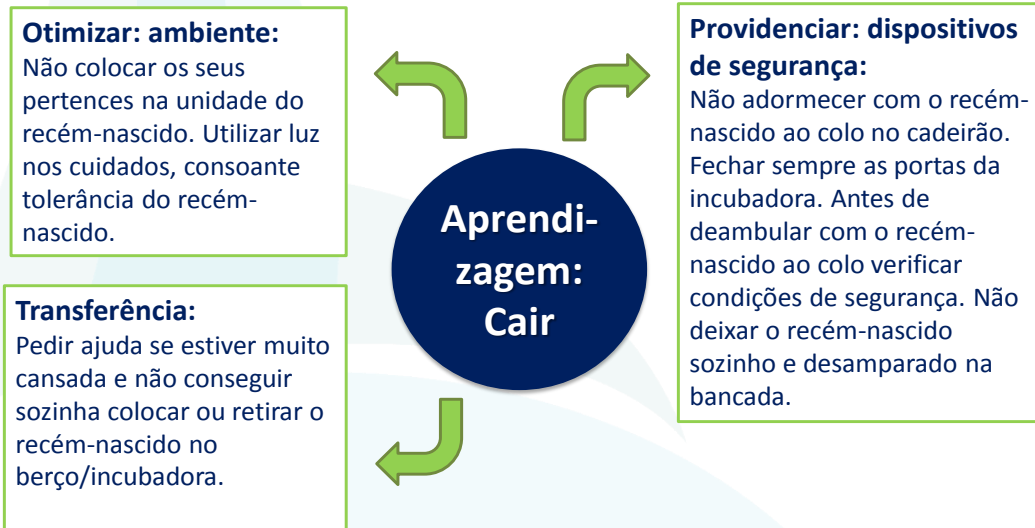 Otimizar: ambiente:
Não colocar os seus
pertences na unidade do
recém-nascido. Utilizar luz
nos cuidados, consoante
tolerância do recém-
nascido.
Transferência:
Pedir ajuda se estiver muito
cansada e não conseguir
sozinha colocar ou retirar o
recém-nascido no
berço/incubadora.
Aprendi-
zagem:
Cair
Providenciar: dispositivos
de segurança:
Não adormecer com o recém-
nascido ao colo no cadeirão.
Fechar sempre as portas da
incubadora. Antes de
deambular com o recém-
nascido ao colo verificar
condições de segurança. Não
deixar o recém-nascido
sozinho e desamparado na
bancada.